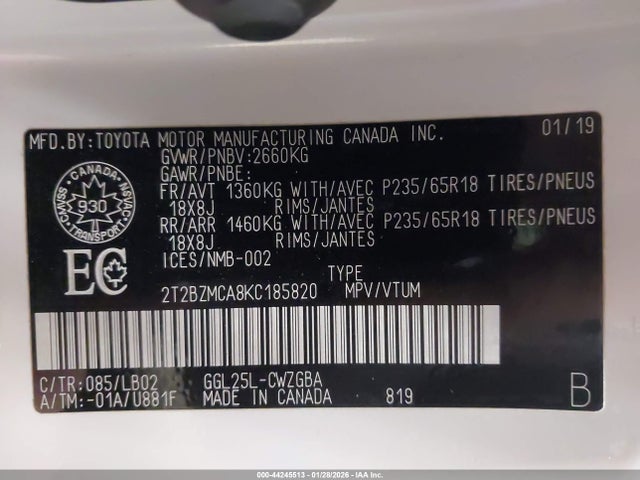 MFD.BY:TOYOTA MOTOR MANUFACTURING CANADA INC. 01/19
GVWR/PNBV:2660KG
GAWR/PNBE:
FR/AVT 1360KG WITH/AVEC P235/65R18 TIRES/PNEUS
18X8J RIMS/JANTES
RR/ARR 1460KG WITH/AVEC P235/65R18 TIRES/PNEUS
18X8J RIMS/JANTES
ICES/NMB-002
CANADA
930
TRANSPORT
CMVSS
NSVAC
EC
TYPE
2T2BZMCA8KC185820 MPV/VTUM
C/TR:085/LB02 GGL25L-CWZGBA
A/TM:-01A/U881F MADE IN CANADA 819 B
000-44245513 - 01/28/2026 - IAA Inc.